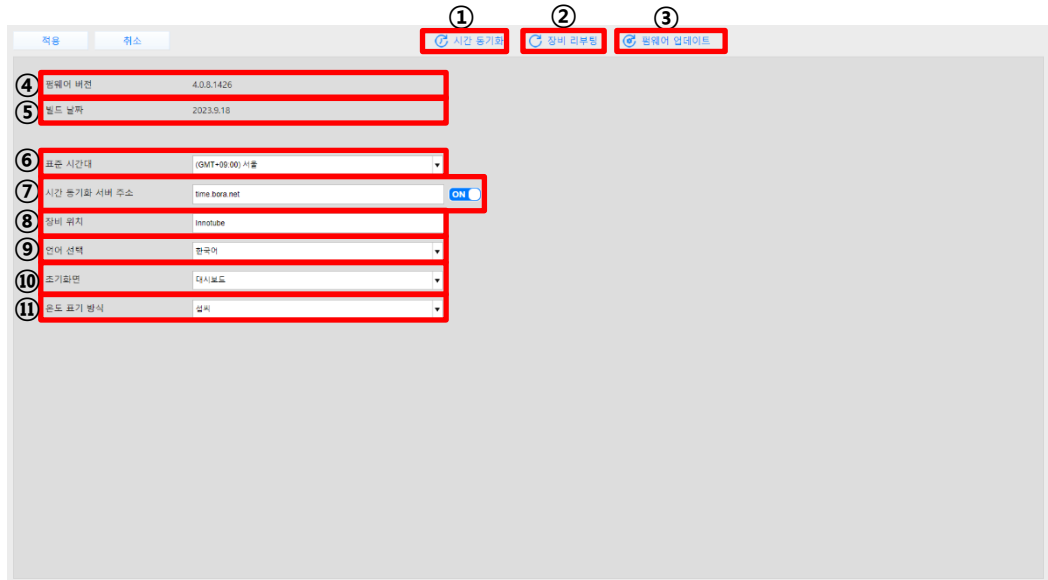 ① ② ③
적용 취소 시간 동기화 장비 리부팅 펌웨어 업데이트
④ 펌웨어 버전 4.0.8.1426
⑤ 빌드 날짜 2023.9.18
⑥ 표준 시간대 (GMT+09:00) 서울
⑦ 시간 동기화 서버 주소 time.bora.net ON
⑧ 장비 위치 Innotube
⑨ 언어 선택 한국어
⑩ 초기화면 대시보드
⑪ 온도 표기 방식 섭씨